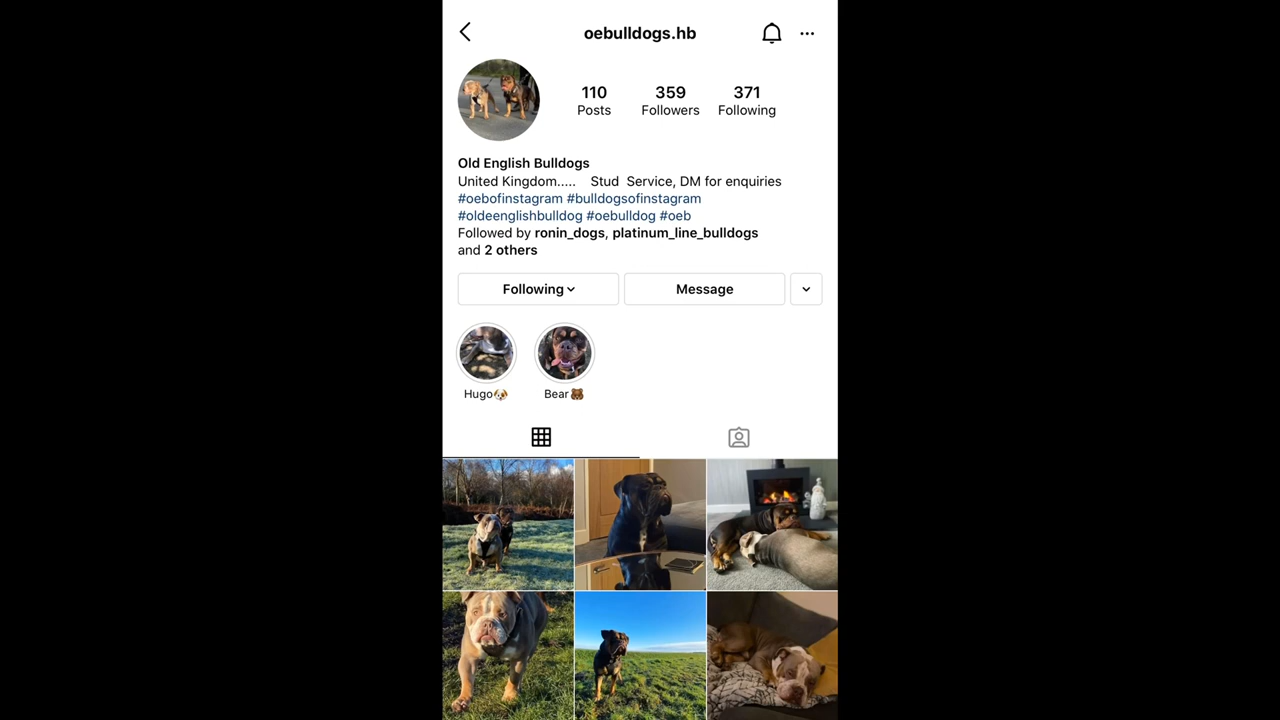 oebulldogs.hb
110
359
371
Posts
Followers
Following
Old English Bulldogs
United Kingdom..... Stud Service, DM for enquiries
#oebofinstagram #bulldogsofinstagram
#oldeenglishbulldog #oebulldog #oeb
Followed by ronin_dogs, platinum_line_bulldogs
and 2 others
Following
Message
Hugo🐶
Bear🐻